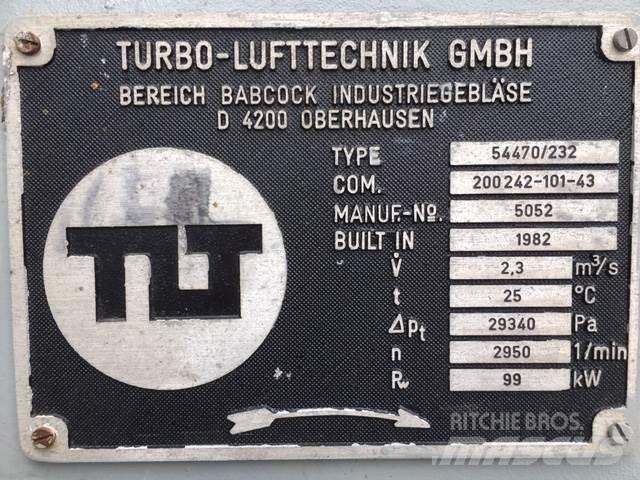 TURBO-LUFTTECHNIK GMBH
BEREICH BABCOCK INDUSTRIEGEBLÄSE
D 4200 OBERHAUSEN
TLT
TYPE 54470/232
COM. 200242-101-43
MANUF.-No. 5052
BUILT IN 1982
V̇ 2,3 m³/s
t 25 °C
Δpt 29340 Pa
n 2950 1/min
Rw 99 kW
RITCHIE BROS.
MASCUS